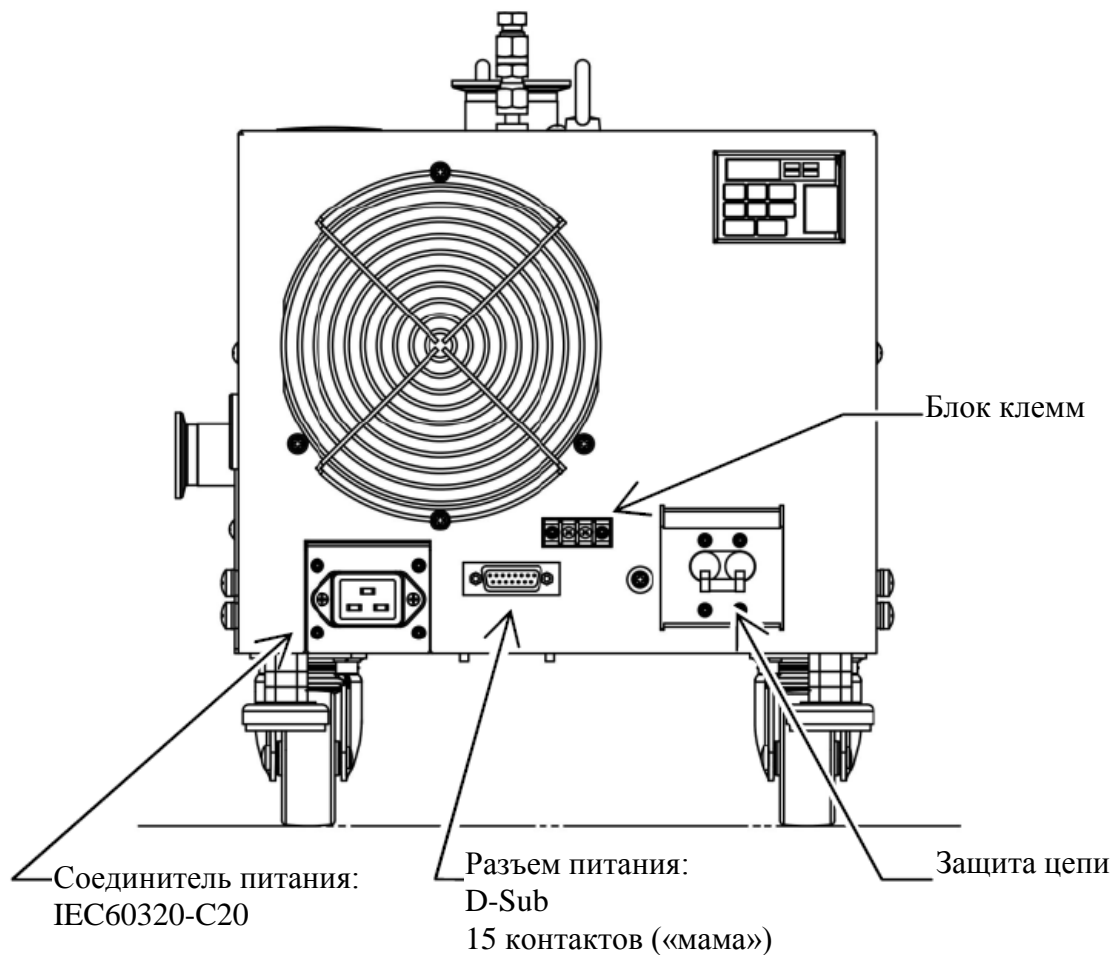 Блок клемм
Соединитель питания:
IEC60320-C20
Разъем питания:
D-Sub
15 контактов («мама»)
Защита цепи